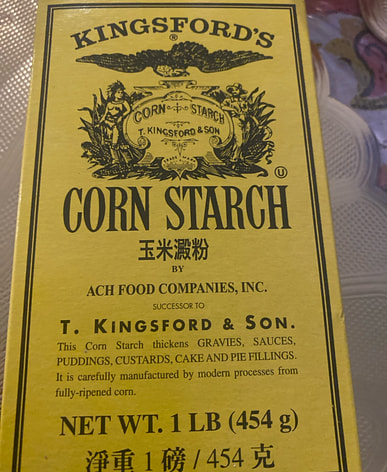 KINGSFORD'S
®
CORN STARCH
T. KINGSFORD & SON
TRADE MARK
U
CORN STARCH
玉米澱粉
BY
ACH FOOD COMPANIES, INC.
SUCCESSOR TO
T. KINGSFORD & SON.
This Corn Starch thickens GRAVIES, SAUCES,
PUDDINGS, CUSTARDS, CAKE AND PIE FILLINGS.
It is carefully manufactured by modern processes from
fully-ripened corn.
NET WT. 1 LB (454 g)
淨重 1 磅 / 454 克